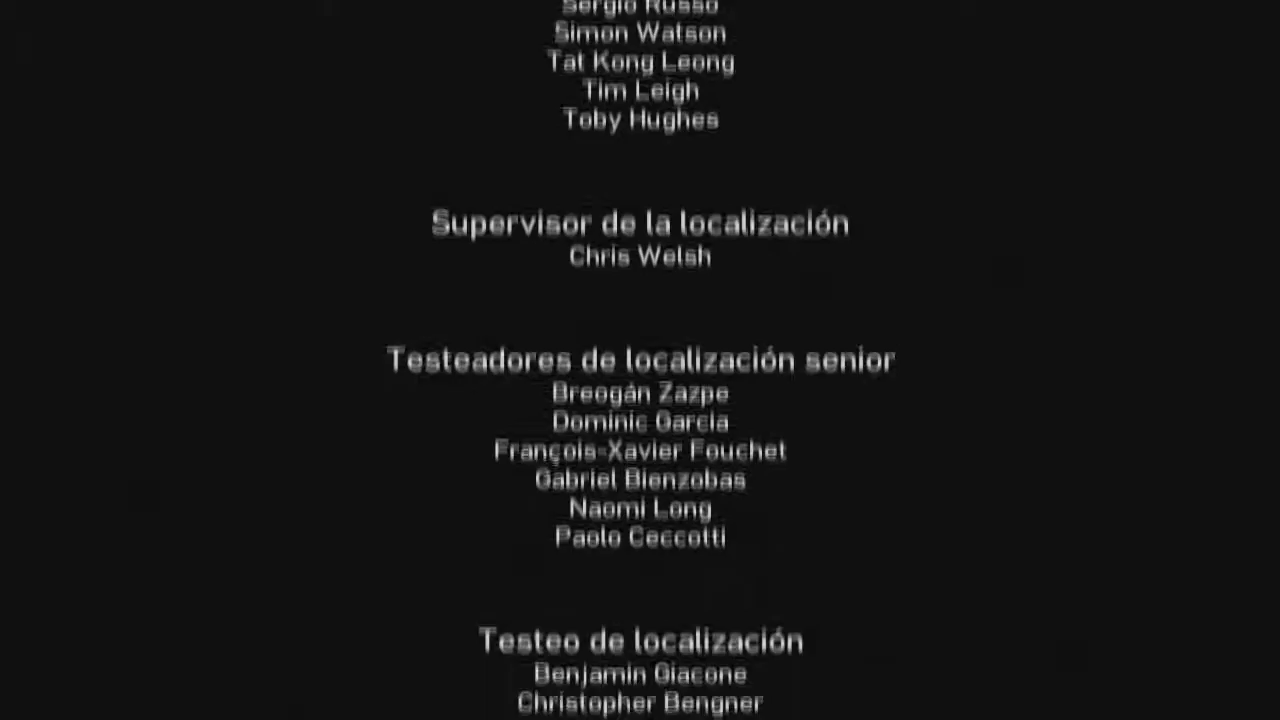 Sergio Russo
Simon Watson
Tat Kong Leong
Tim Leigh
Toby Hughes
Supervisor de la localización
Chris Welsh
Testeadores de localización senior
Breogán Zazpe
Dominic Garcia
François-Xavier Fouchet
Gabriel Bienzobas
Naomi Long
Paolo Ceccotti
Testeo de localización
Benjamin Giacone
Christopher Bengner